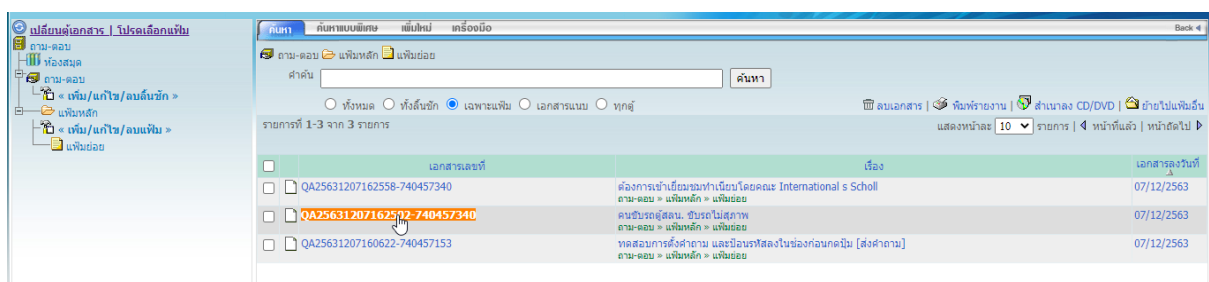 เปลี่ยนตู้เอกสาร | โปรดเลือกแฟ้ม
ถาม-ตอบ
ห้องสมุด
ถาม-ตอบ
« เพิ่ม/แก้ไข/ลบลิ้นชัก »
แฟ้มหลัก
« เพิ่ม/แก้ไข/ลบแฟ้ม »
แฟ้มย่อย
ค้นหา ค้นหาแบบพิเศษ เพิ่มใหม่ เครื่องมือ Back
ถาม-ตอบ แฟ้มหลัก แฟ้มย่อย
คำค้น ค้นหา
ทั้งหมด ทั้งลิ้นชัก เฉพาะแฟ้ม เอกสารแนบ ทุกตู้
ลบเอกสาร | พิมพ์รายงาน | สำเนาลง CD/DVD | ย้ายไปแฟ้มอื่น
รายการที่ 1-3 จาก 3 รายการ แสดงหน้าละ 10 รายการ | หน้าที่แล้ว | หน้าถัดไป
เอกสารเลขที่ เรื่อง เอกสารลงวันที่
QA25631207162558-740457340 ต้องการเข้าเยี่ยมชมทำเนียบโดยคณะ International s Scholl 07/12/2563
ถาม-ตอบ » แฟ้มหลัก » แฟ้มย่อย
คนขับรถตู้สลน. ขับรถไม่สุภาพ 07/12/2563
ถาม-ตอบ » แฟ้มหลัก » แฟ้มย่อย
QA25631207160622-740457153 ทดสอบการตั้งคำถาม และป้อนรหัสลงในช่องก่อนกดปุ่ม [ส่งคำถาม] 07/12/2563
ถาม-ตอบ » แฟ้มหลัก » แฟ้มย่อย